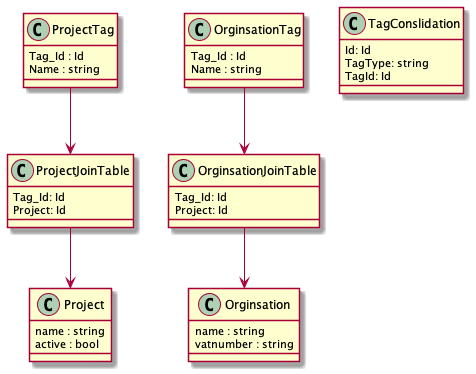 C ProjectTag
Tag_Id : Id
Name : string
C OrginsationTag
Tag_Id : Id
Name : string
C TagConslidation
Id: Id
TagType: string
TagId: Id
C ProjectJoinTable
Tag_Id: Id
Project: Id
C OrginsationJoinTable
Tag_Id: Id
Project: Id
C Project
name : string
active : bool
C Orginsation
name : string
vatnumber : string